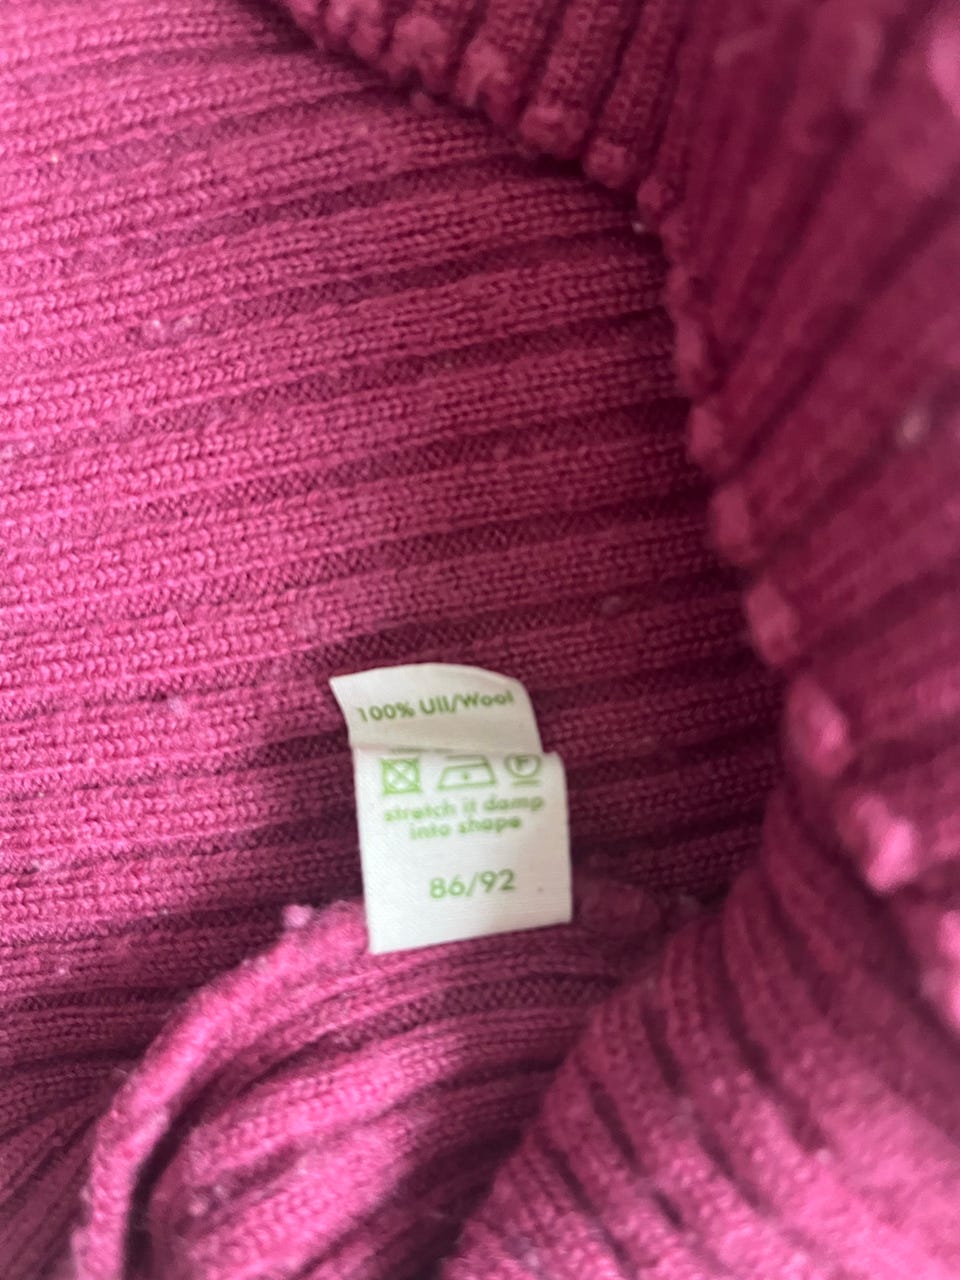 100% Ull/Wool
F
stretch it damp
into shape
86/92